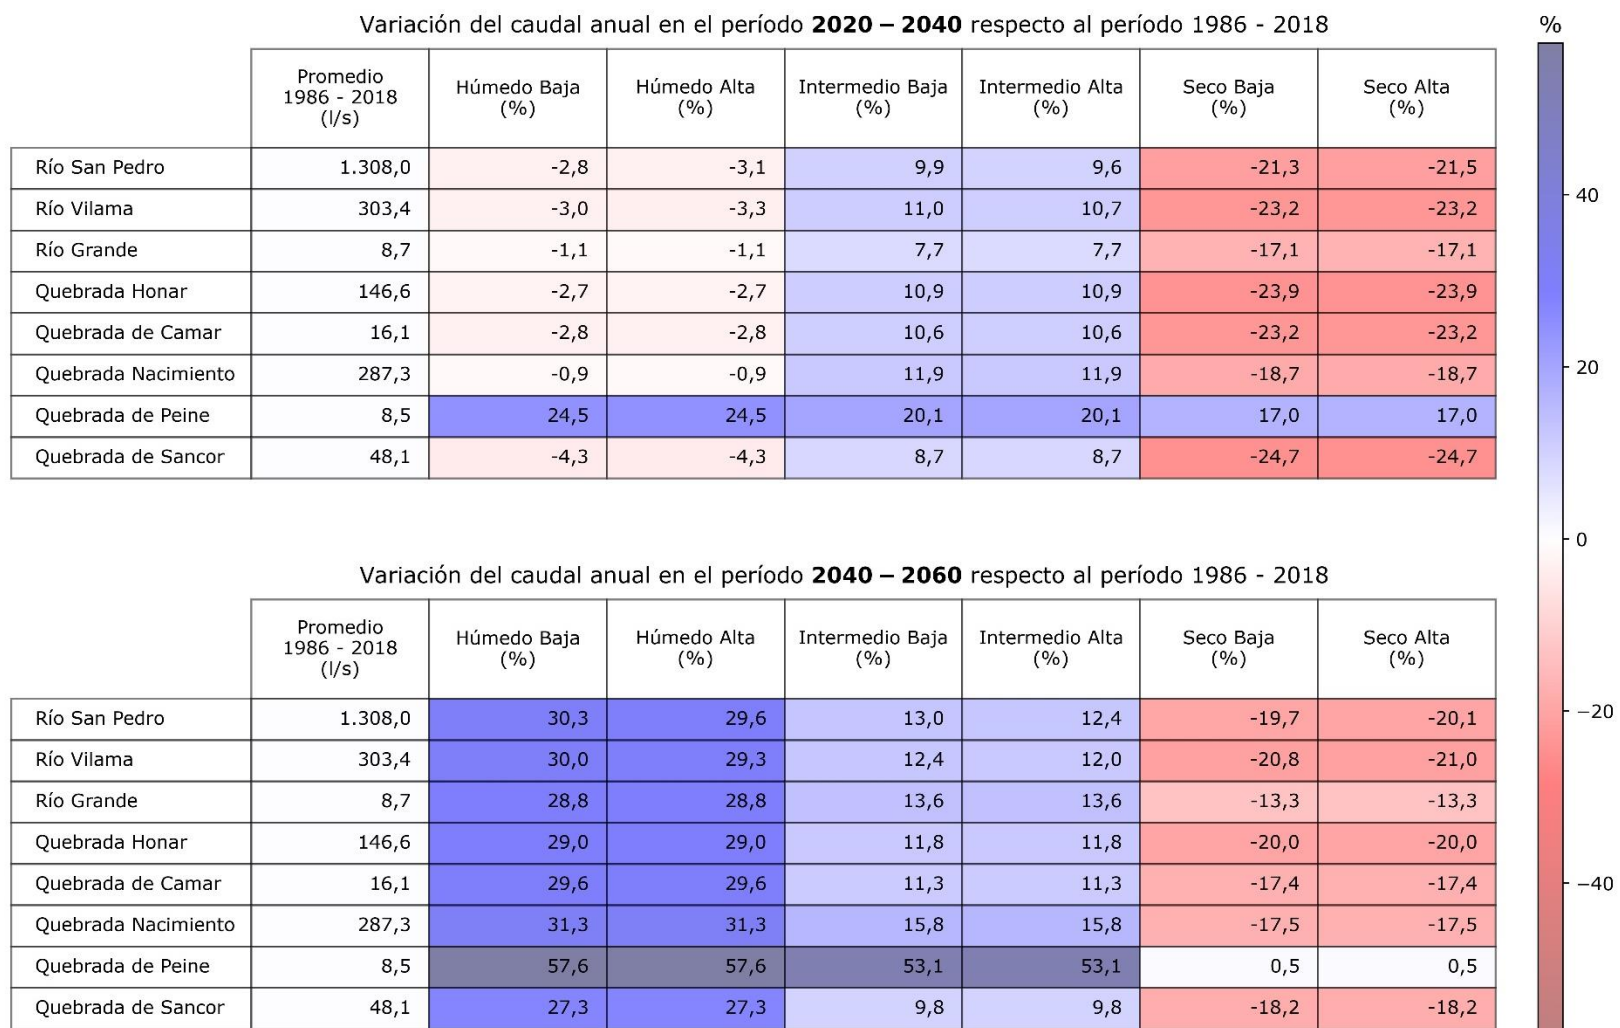 Variación del caudal anual en el período 2020 – 2040 respecto al período 1986 - 2018
%
Promedio
1986 - 2018
(l/s)
Húmedo Baja
(%)
Húmedo Alta
(%)
Intermedio Baja
(%)
Intermedio Alta
(%)
Seco Baja
(%)
Seco Alta
(%)
Río San Pedro 1.308,0 -2,8 -3,1 9,9 9,6 -21,3 -21,5
Río Vilama 303,4 -3,0 -3,3 11,0 10,7 -23,2 -23,2
Río Grande 8,7 -1,1 -1,1 7,7 7,7 -17,1 -17,1
Quebrada Honar 146,6 -2,7 -2,7 10,9 10,9 -23,9 -23,9
Quebrada de Camar 16,1 -2,8 -2,8 10,6 10,6 -23,2 -23,2
Quebrada Nacimiento 287,3 -0,9 -0,9 11,9 11,9 -18,7 -18,7
Quebrada de Peine 8,5 24,5 24,5 20,1 20,1 17,0 17,0
Quebrada de Sancor 48,1 -4,3 -4,3 8,7 8,7 -24,7 -24,7
Variación del caudal anual en el período 2040 – 2060 respecto al período 1986 - 2018
Promedio
1986 - 2018
(l/s)
Húmedo Baja
(%)
Húmedo Alta
(%)
Intermedio Baja
(%)
Intermedio Alta
(%)
Seco Baja
(%)
Seco Alta
(%)
Río San Pedro 1.308,0 30,3 29,6 13,0 12,4 -19,7 -20,1
Río Vilama 303,4 30,0 29,3 12,4 12,0 -20,8 -21,0
Río Grande 8,7 28,8 28,8 13,6 13,6 -13,3 -13,3
Quebrada Honar 146,6 29,0 29,0 11,8 11,8 -20,0 -20,0
Quebrada de Camar 16,1 29,6 29,6 11,3 11,3 -17,4 -17,4
Quebrada Nacimiento 287,3 31,3 31,3 15,8 15,8 -17,5 -17,5
Quebrada de Peine 8,5 57,6 57,6 53,1 53,1 0,5 0,5
Quebrada de Sancor 48,1 27,3 27,3 9,8 9,8 -18,2 -18,2
40
20
0
−20
−40